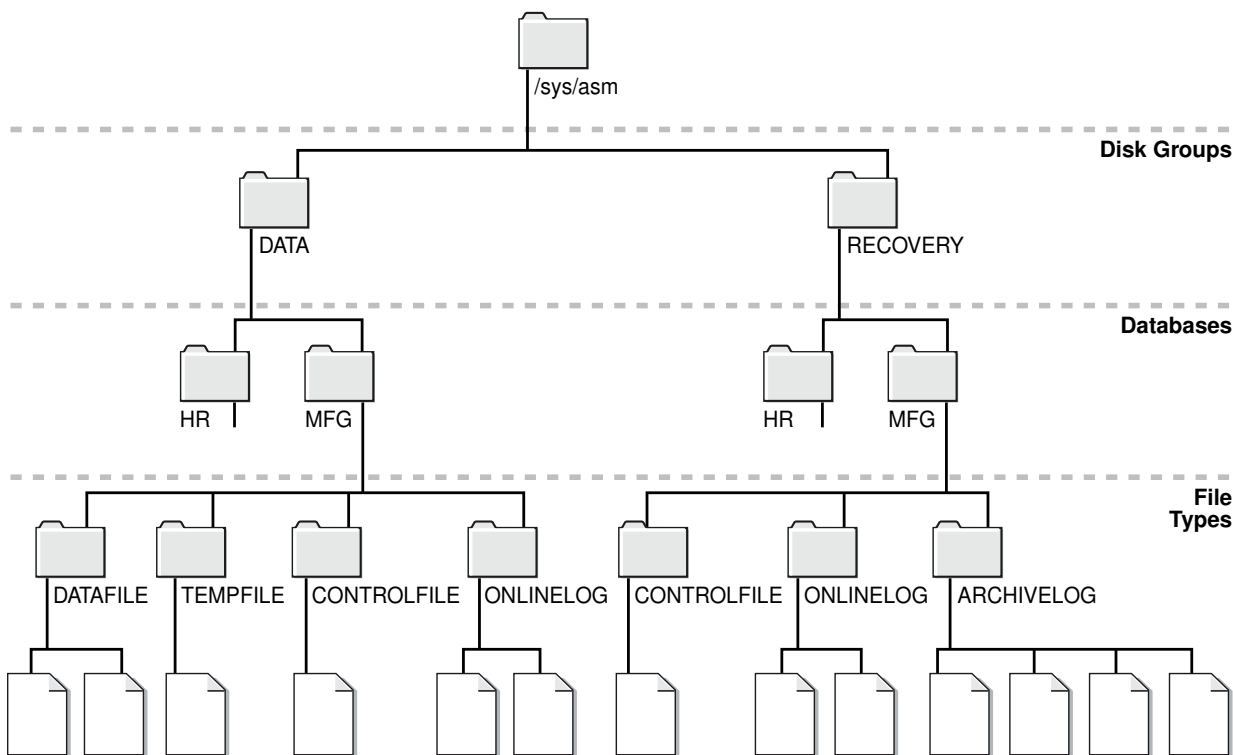 /sys/asm
Disk Groups
DATA
RECOVERY
Databases
HR
MFG
HR
MFG
File
Types
DATAFILE
TEMPFILE
CONTROLFILE
ONLINELOG
CONTROLFILE
ONLINELOG
ARCHIVELOG